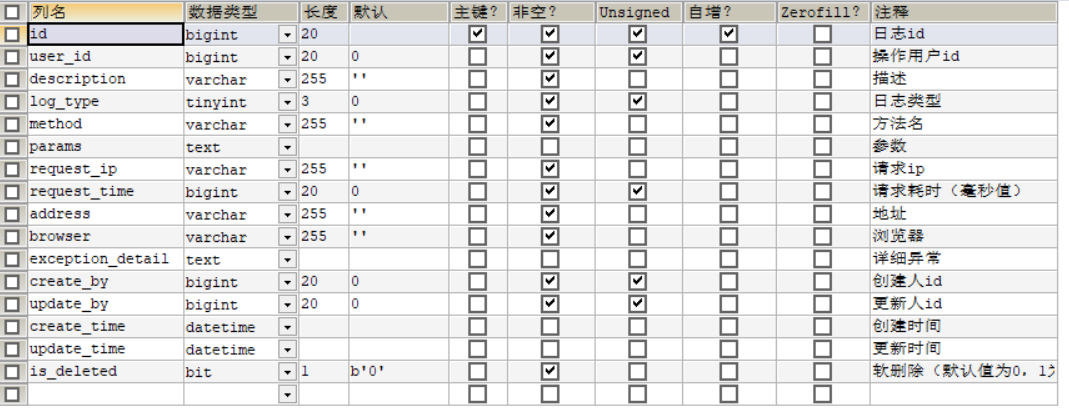 列名 数据类型 长度 默认 主键? 非空? Unsigned 自增? Zerofill? 注释
id bigint 20 日志id
user_id bigint 20 0 操作用户id
description varchar 255 '' 描述
log_type tinyint 3 0 日志类型
method varchar 255 '' 方法名
params text 参数
request_ip varchar 255 '' 请求ip
request_time bigint 20 0 请求耗时（毫秒值）
address varchar 255 '' 地址
browser varchar 255 '' 浏览器
exception_detail text 详细异常
create_by bigint 20 0 创建人id
update_by bigint 20 0 更新人id
create_time datetime 创建时间
update_time datetime 更新时间
is_deleted bit 1 b'0' 软删除（默认值为0，1